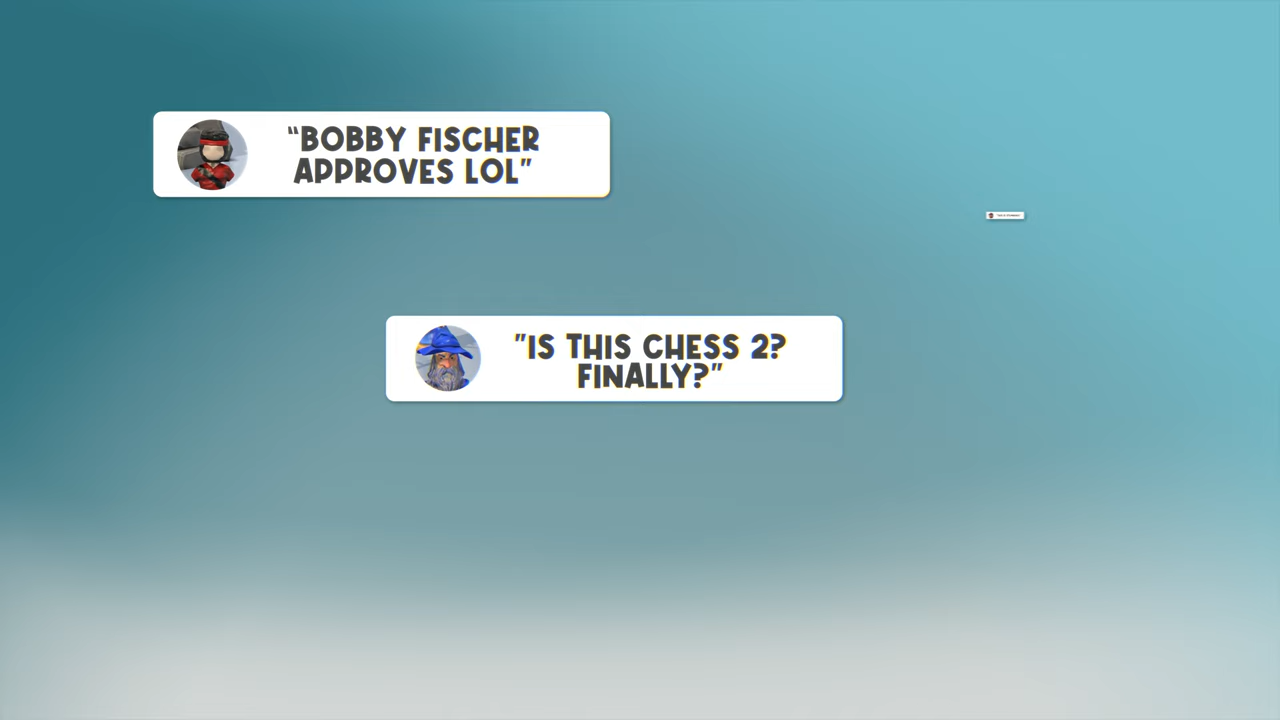 “BOBBY FISCHER
APPROVES LOL”
"IS THIS CHESS 2?
FINALLY?”